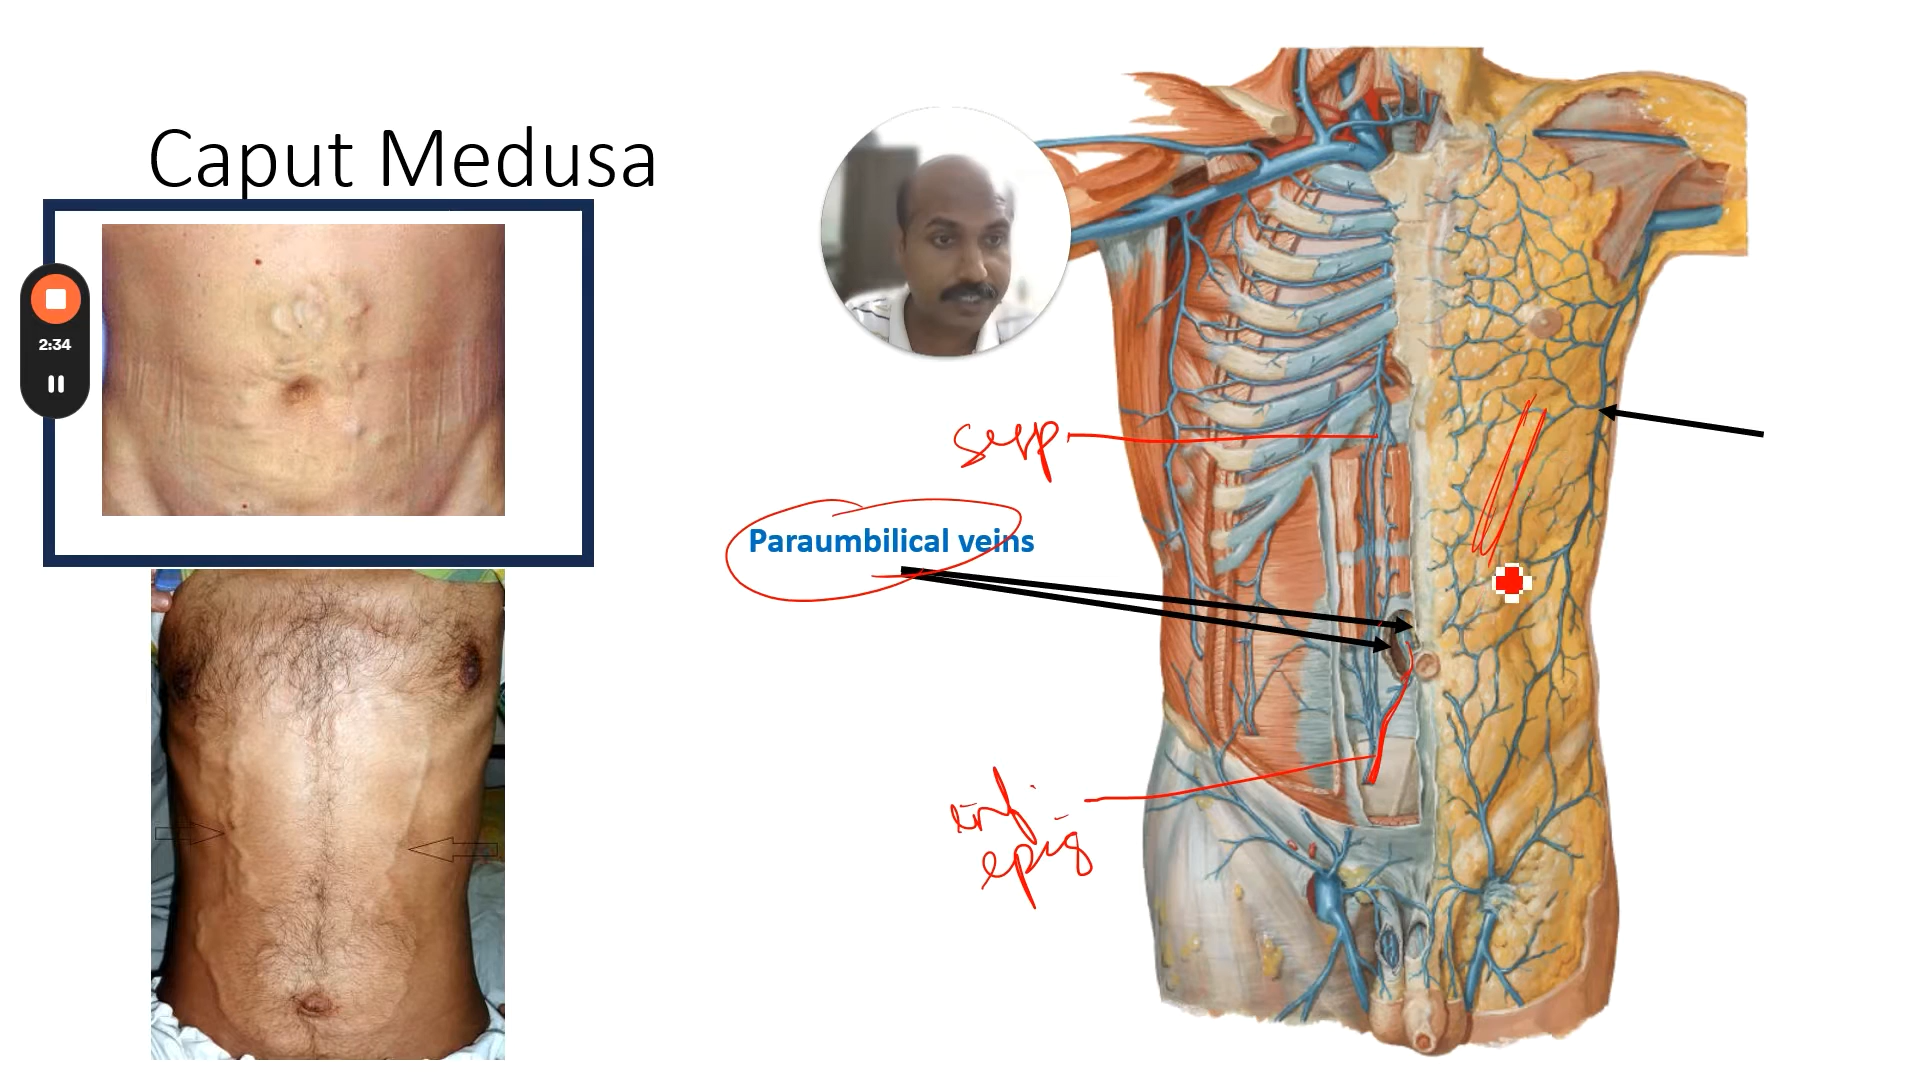 Caput Medusa
2:34
Supp
Paraumbilical veins
inf.
epig